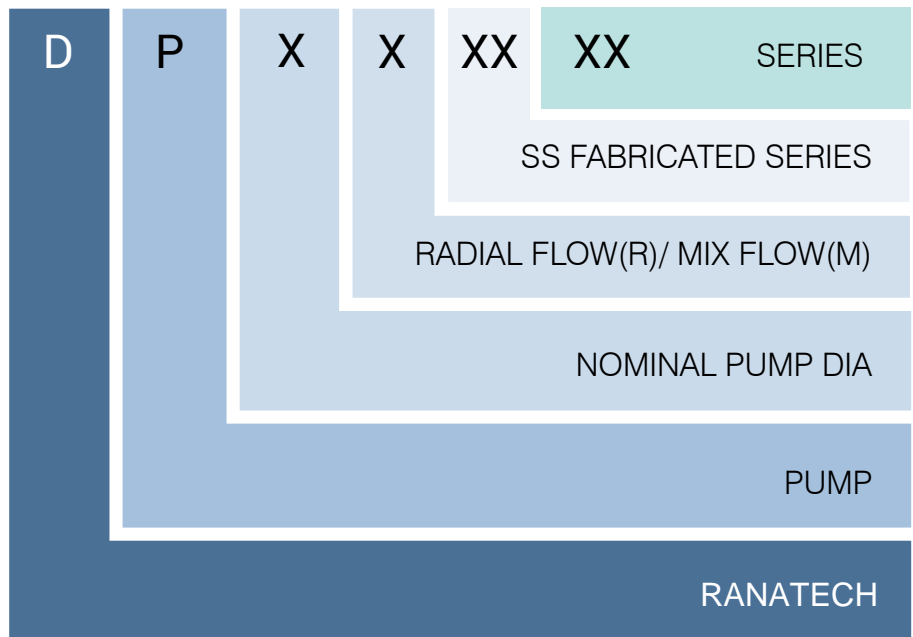 D P X X XX XX SERIES
SS FABRICATED SERIES
RADIAL FLOW(R)/ MIX FLOW(M)
NOMINAL PUMP DIA
PUMP
RANATECH